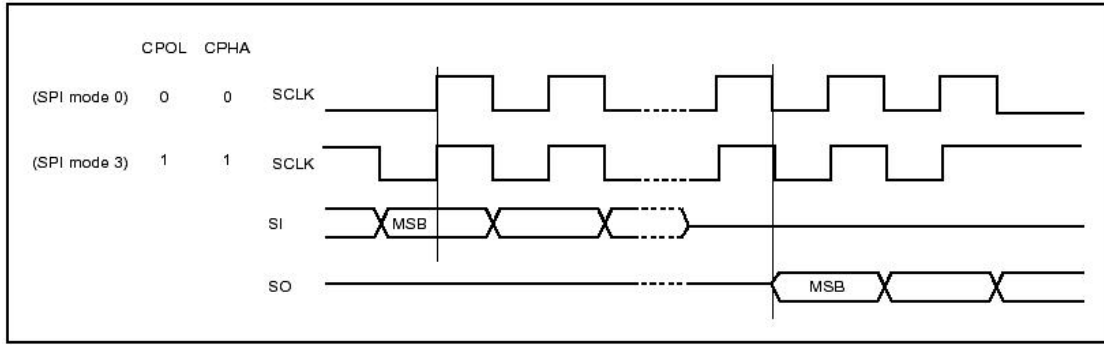 CPOL CPHA
(SPI mode 0) 0 0 SCLK
(SPI mode 3) 1 1 SCLK
SI MSB
SO MSB